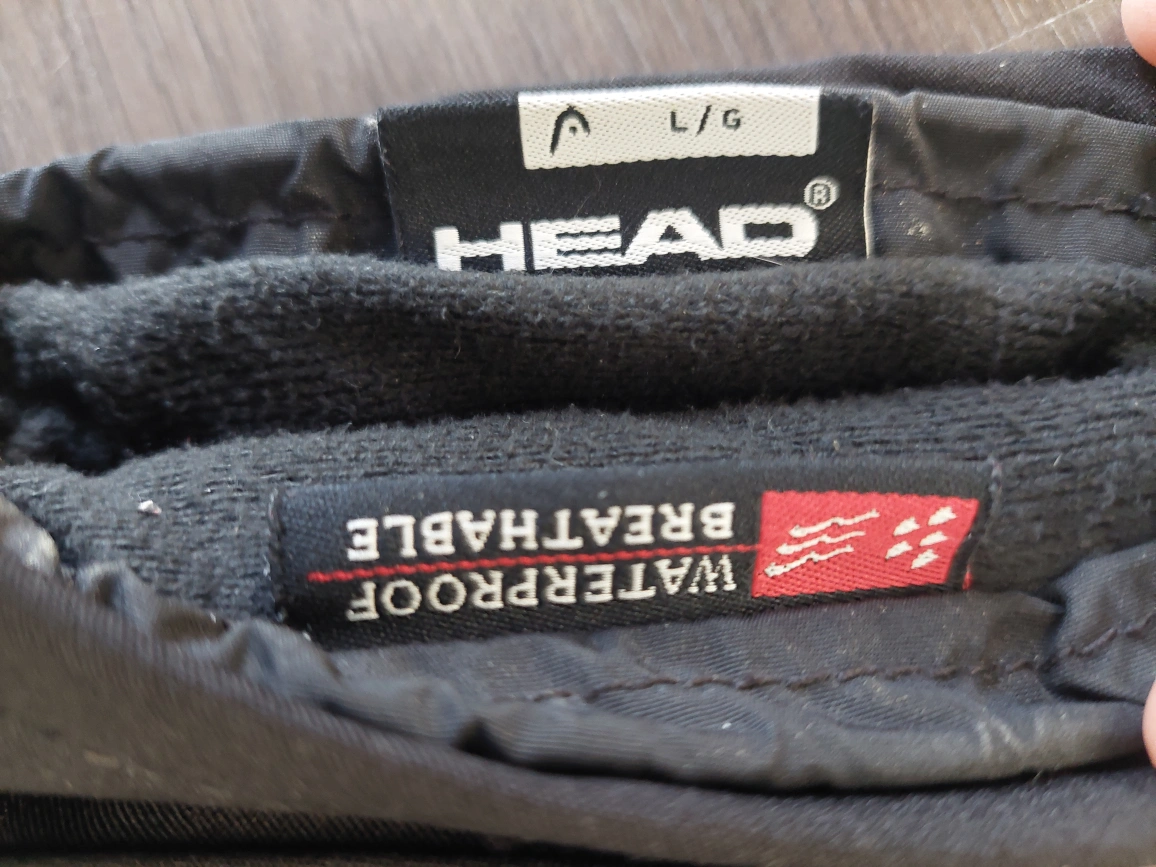 L/G
HEAD®
WATERPROOF
BREATHABLE